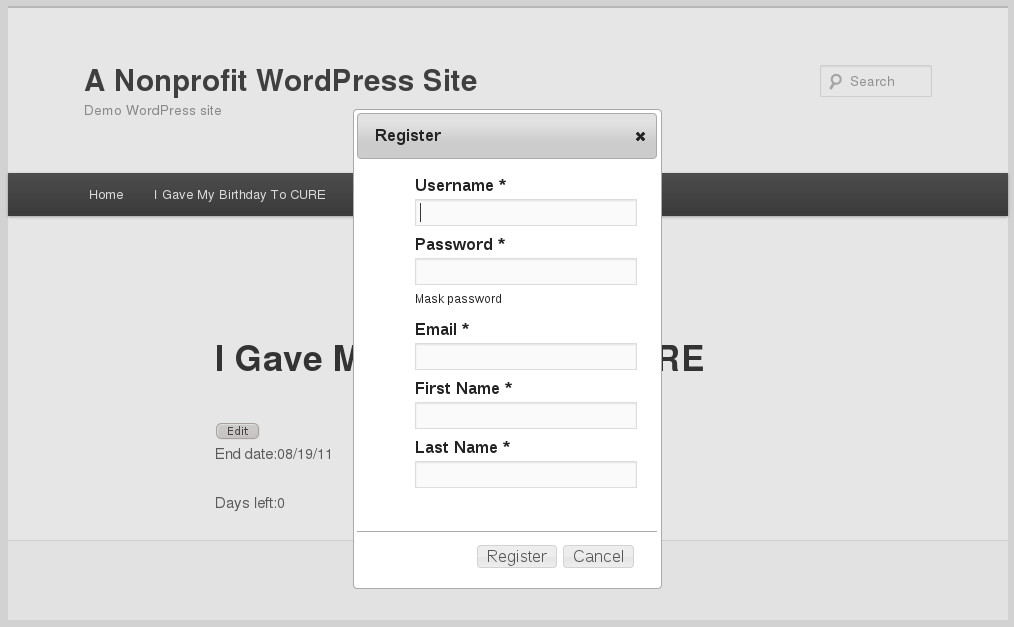 A Nonprofit WordPress Site
Demo WordPress site
Search
Home
I Gave My Birthday To CURE
Register
Username *
Password *
Mask password
Email *
First Name *
Last Name *
Register
Cancel
I Gave
RE
Edit
End date:08/19/11
Days left:0